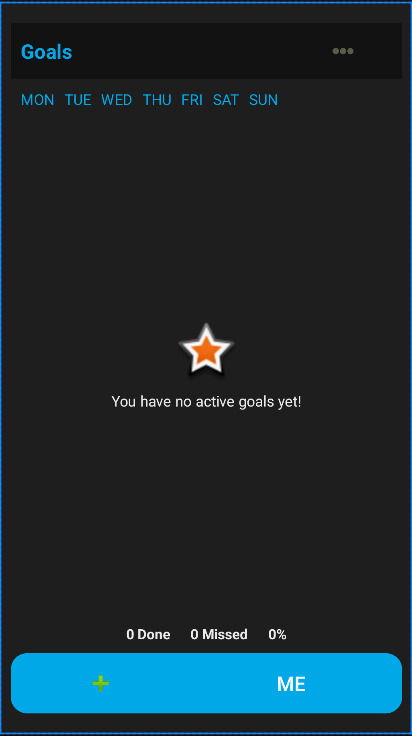 Goals
MON TUE WED THU FRI SAT SUN
You have no active goals yet!
0 Done 0 Missed 0%
ME